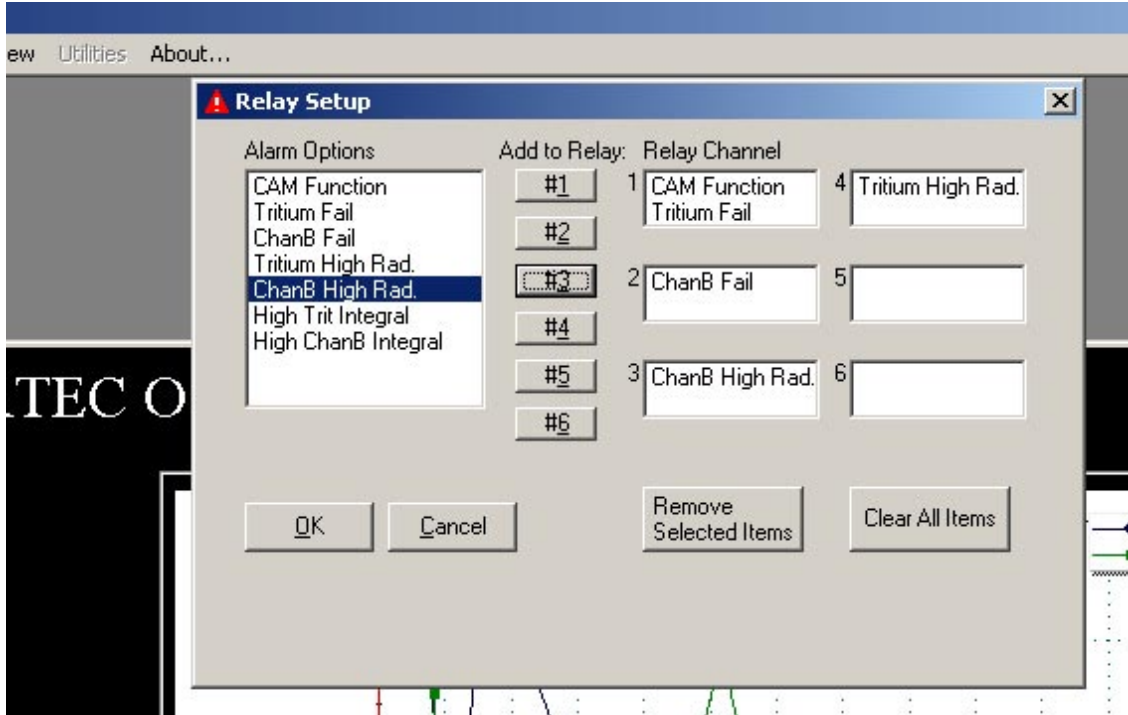 ew Utilities About...
Relay Setup
Alarm Options
Add to Relay:
Relay Channel
CAM Function
Tritium Fail
ChanB Fail
Tritium High Rad.
ChanB High Rad.
High Trit Integral
High ChanB Integral
#1
#2
#3
#4
#5
#6
1
CAM Function
Tritium Fail
2
ChanB Fail
3
ChanB High Rad.
4
Tritium High Rad.
5
6
OK
Cancel
Remove
Selected Items
Clear All Items
TEC O